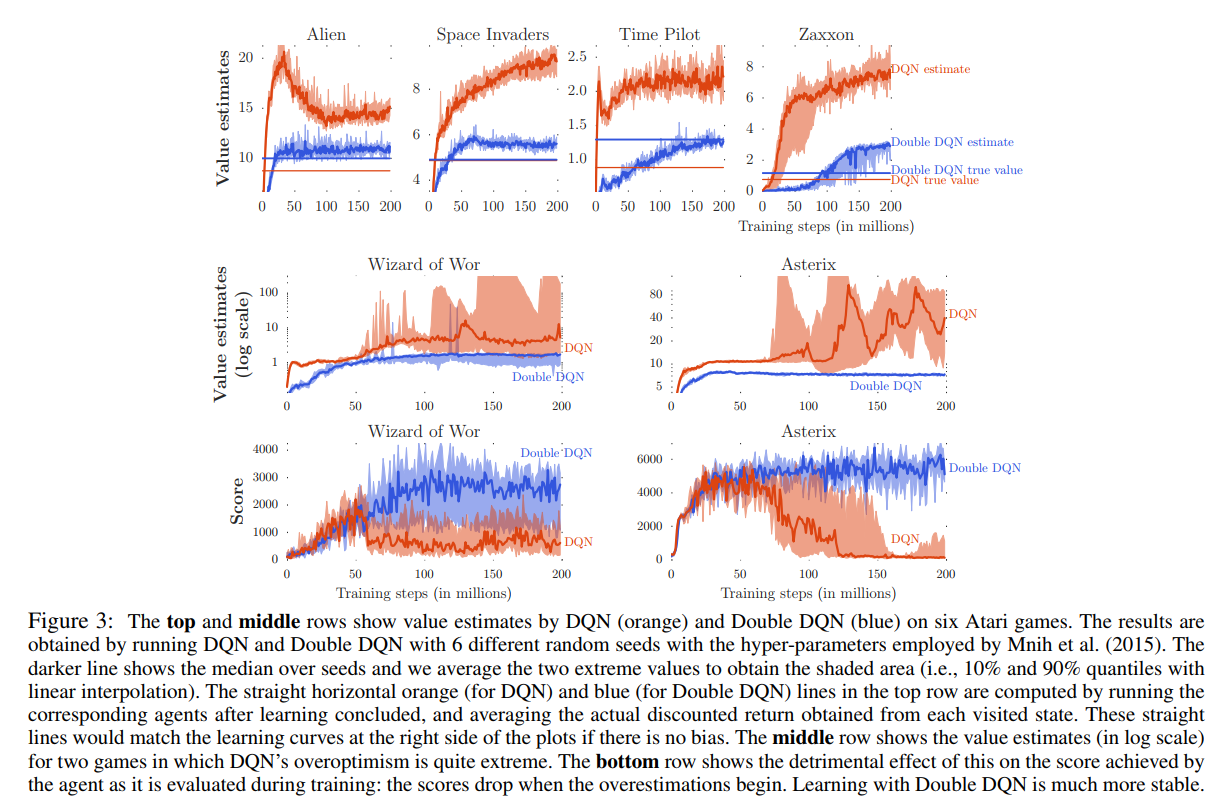 Alien
Space Invaders
Time Pilot
Zaxxon
Value estimates
20
15
10
0 50 100 150 200
8
6
4
0 50 100 150 200
2.5
2.0
1.5
1.0
0 50 100 150 200
8
6
4
2
0
0 50 100 150 200
DQN estimate
Double DQN estimate
Double DQN true value
DQN true value
Training steps (in millions)
Wizard of Wor
Asterix
Value estimates
(log scale)
100
10
1
0 50 100 150 200
DQN
Double DQN
80
40
20
10
5
0 50 100 150 200
DQN
Double DQN
Wizard of Wor
Asterix
Score
4000
3000
2000
1000
0
0 50 100 150 200
Double DQN
DQN
Training steps (in millions)
6000
4000
2000
0
0 50 100 150 200
Double DQN
DQN
Training steps (in millions)
Figure 3: The top and middle rows show value estimates by DQN (orange) and Double DQN (blue) on six Atari games. The results are
obtained by running DQN and Double DQN with 6 different random seeds with the hyper-parameters employed by Mnih et al. (2015). The
darker line shows the median over seeds and we average the two extreme values to obtain the shaded area (i.e., 10% and 90% quantiles with
linear interpolation). The straight horizontal orange (for DQN) and blue (for Double DQN) lines in the top row are computed by running the
corresponding agents after learning concluded, and averaging the actual discounted return obtained from each visited state. These straight
lines would match the learning curves at the right side of the plots if there is no bias. The middle row shows the value estimates (in log scale)
for two games in which DQN's overoptimism is quite extreme. The bottom row shows the detrimental effect of this on the score achieved by
the agent as it is evaluated during training: the scores drop when the overestimations begin. Learning with Double DQN is much more stable.